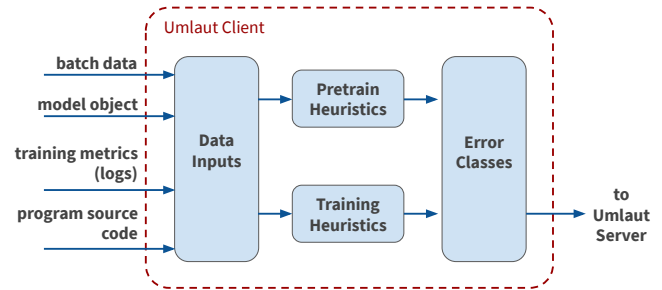 Umlaut Client
batch data
model object
training metrics
(logs)
program source
code
Data
Inputs
Pretrain
Heuristics
Training
Heuristics
Error
Classes
to
Umlaut
Server